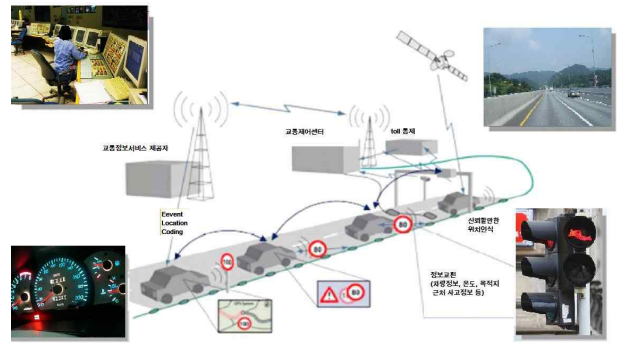 교통정보서비스 제공자
교통제어센터
toll 통제
Eevent
Location
Coding
신뢰할만한
위치인식
100
80
80
80
정보교환
(차량정보, 온도, 목적지
근처 사고정보 등)
100